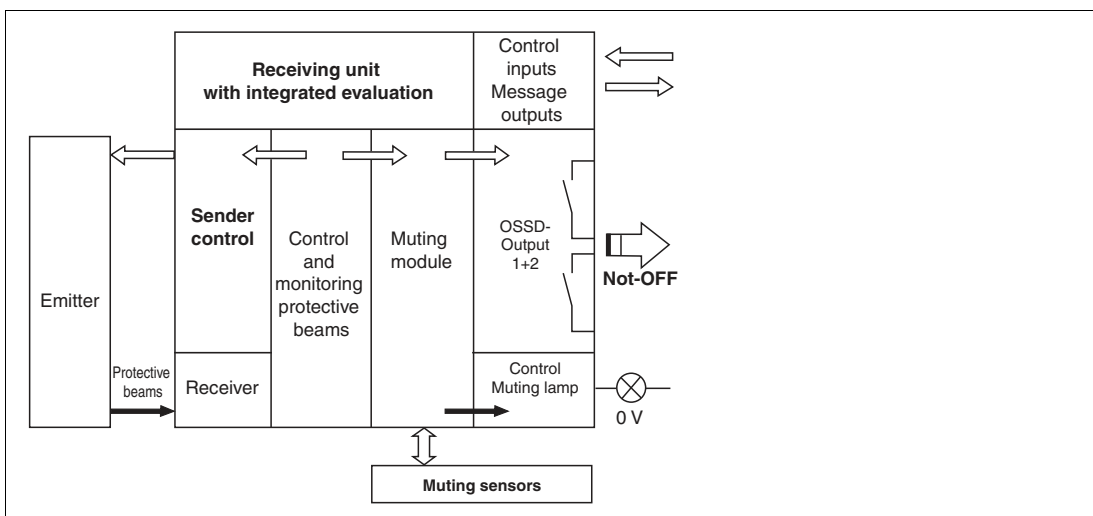 Receiving unit
with integrated evaluation
Control
inputs
Message
outputs
Emitter
Sender
control
Control
and
monitoring
protective
beams
Muting
module
OSSD-
Output
1+2
Not-OFF
Protective
beams
Receiver
Control
Muting lamp
0 V
Muting sensors